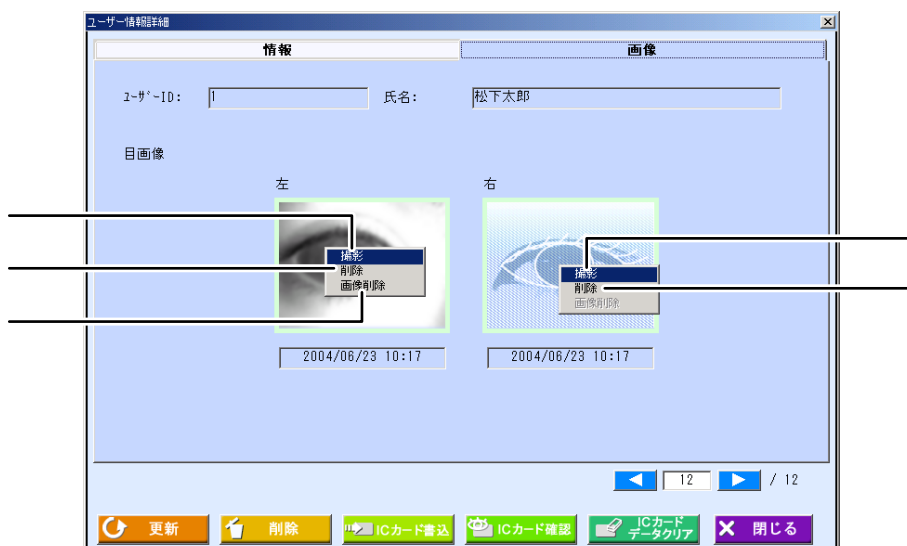 ユーザー情報詳細
情報
画像
ﾕｰｻﾞｰID:
1
氏名:
松下太郎
目画像
左
右
撮影
削除
画像削除
撮影
削除
画像削除
2004/06/23 10:17
2004/06/23 10:17
12
/ 12
更新
削除
ICカード書込
ICカード確認
ICカード
データクリア
閉じる